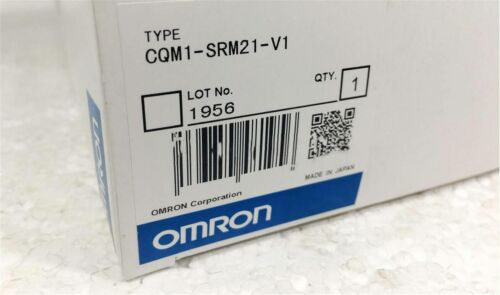 TYPE
CQM1-SRM21-V1
LOT No.
QTY.
1
1956
MADE IN JAPAN
OMRON Corporation
OMRON